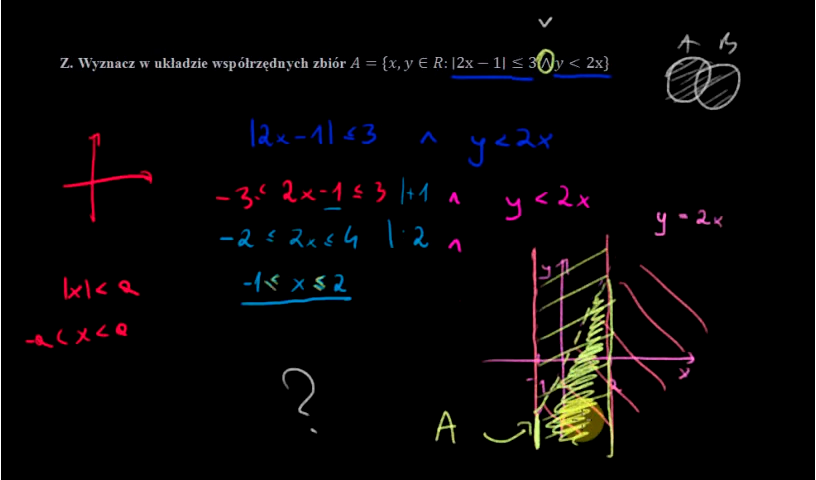 ∨
Z. Wyznacz w układzie współrzędnych zbiór A = {x, y ∈ R: |2x − 1| ≤ 3 ∧ y < 2x}
A B
|2x-1| ≤ 3 ∧ y < 2x
-3 ≤ 2x-1 ≤ 3 |+1 ∧ y < 2x
y = 2x
-2 ≤ 2x ≤ 4 |:2 ∧
-1 ≤ x ≤ 2
|x| < a
-a < x < a
y
x
-1 2
?
A